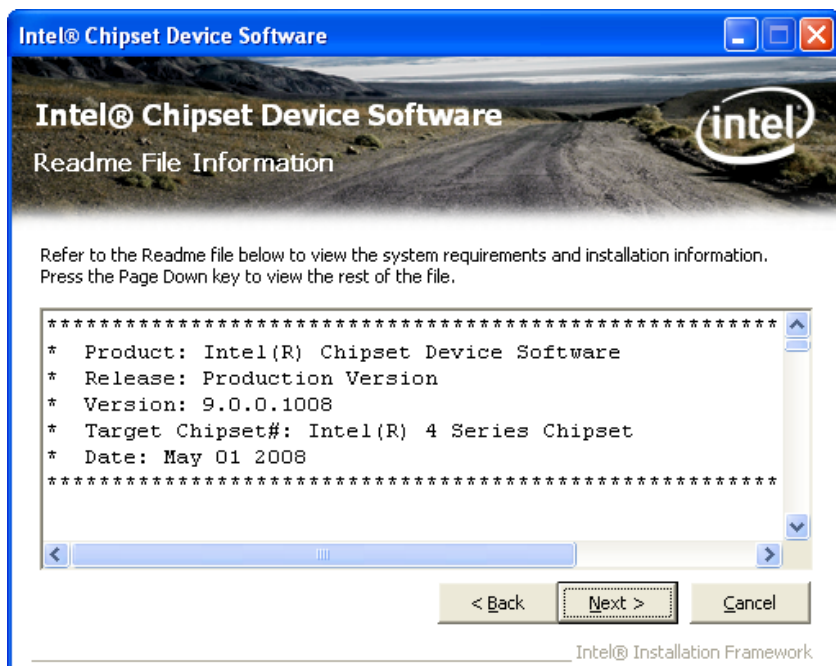 Intel® Chipset Device Software
Intel® Chipset Device Software
intel
Readme File Information
Refer to the Readme file below to view the system requirements and installation information.
Press the Page Down key to view the rest of the file.
********************************************************
* Product: Intel(R) Chipset Device Software
* Release: Production Version
* Version: 9.0.0.1008
* Target Chipset#: Intel(R) 4 Series Chipset
* Date: May 01 2008
********************************************************
< Back
Next >
Cancel
Intel® Installation Framework